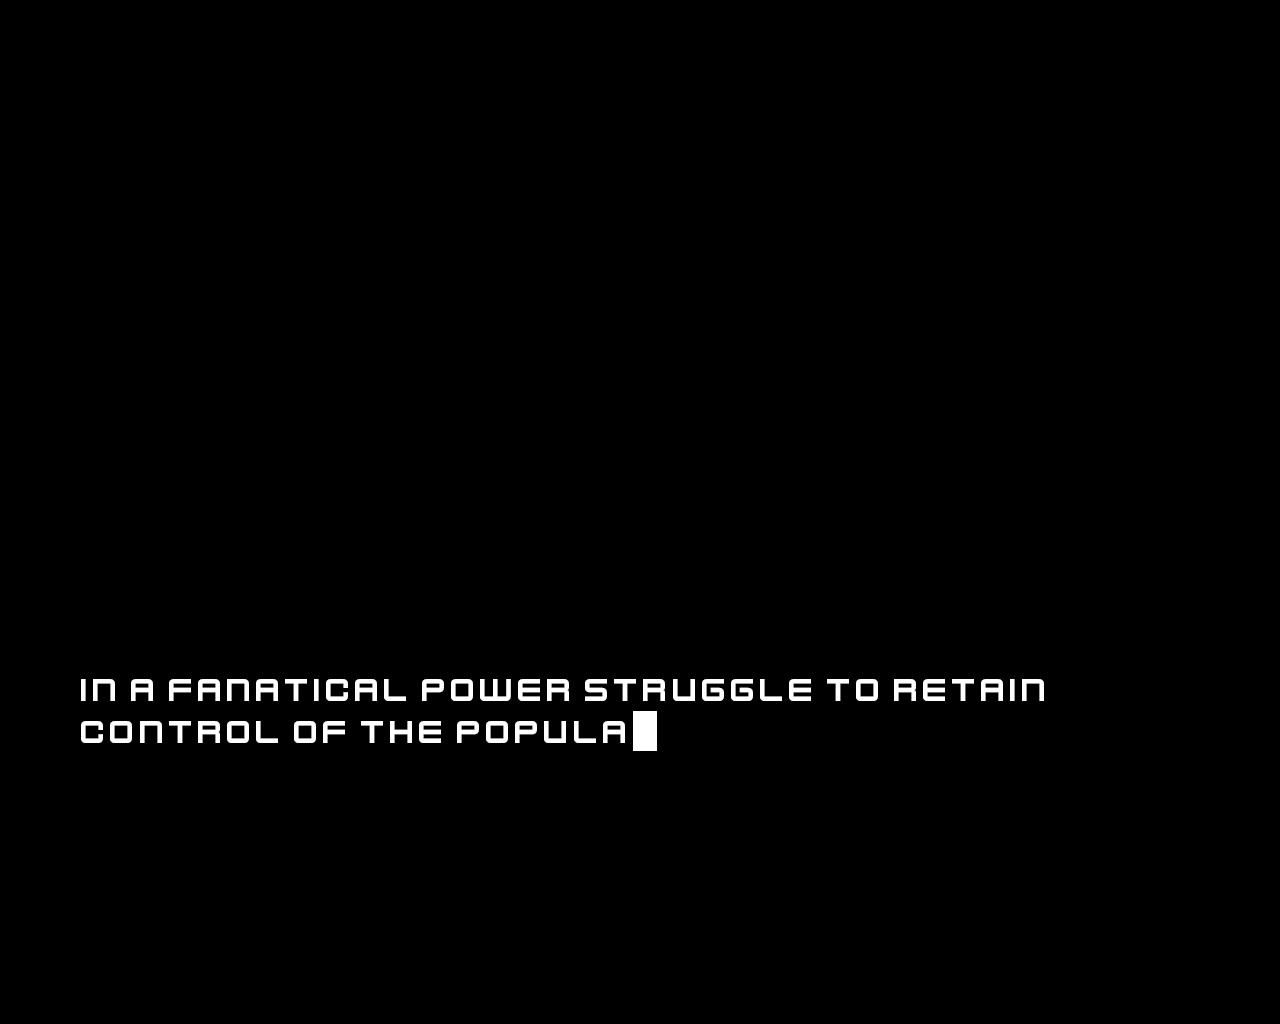 IN A FANATICAL POWER STRUGGLE TO RETAIN
CONTROL OF THE POPULA